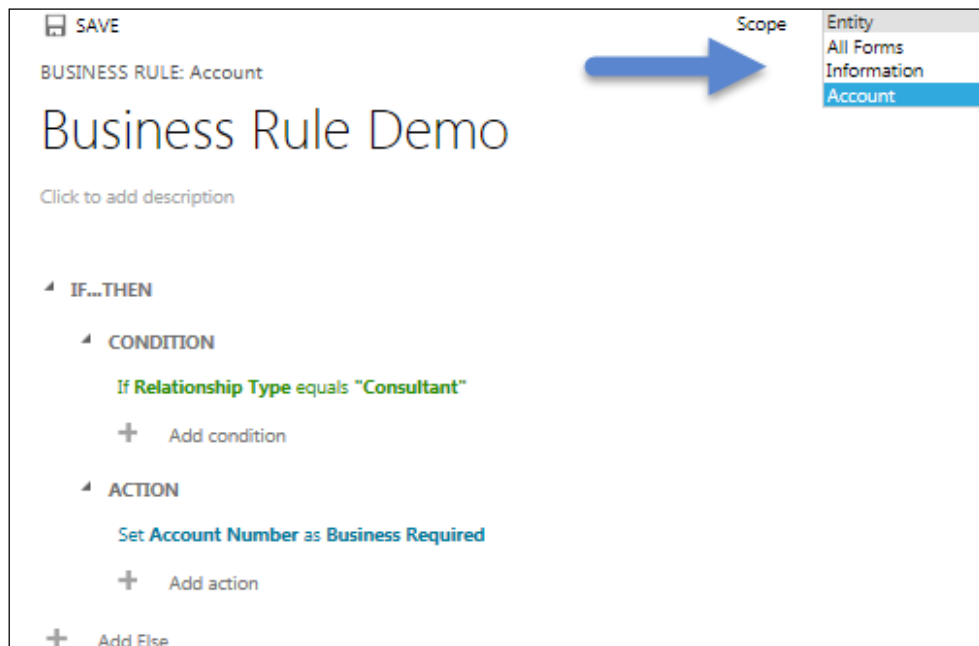 SAVE
Scope
Entity
All Forms
Information
Account
BUSINESS RULE: Account
Business Rule Demo
Click to add description
IF...THEN
CONDITION
If Relationship Type equals "Consultant"
Add condition
ACTION
Set Account Number as Business Required
Add action
Add Else